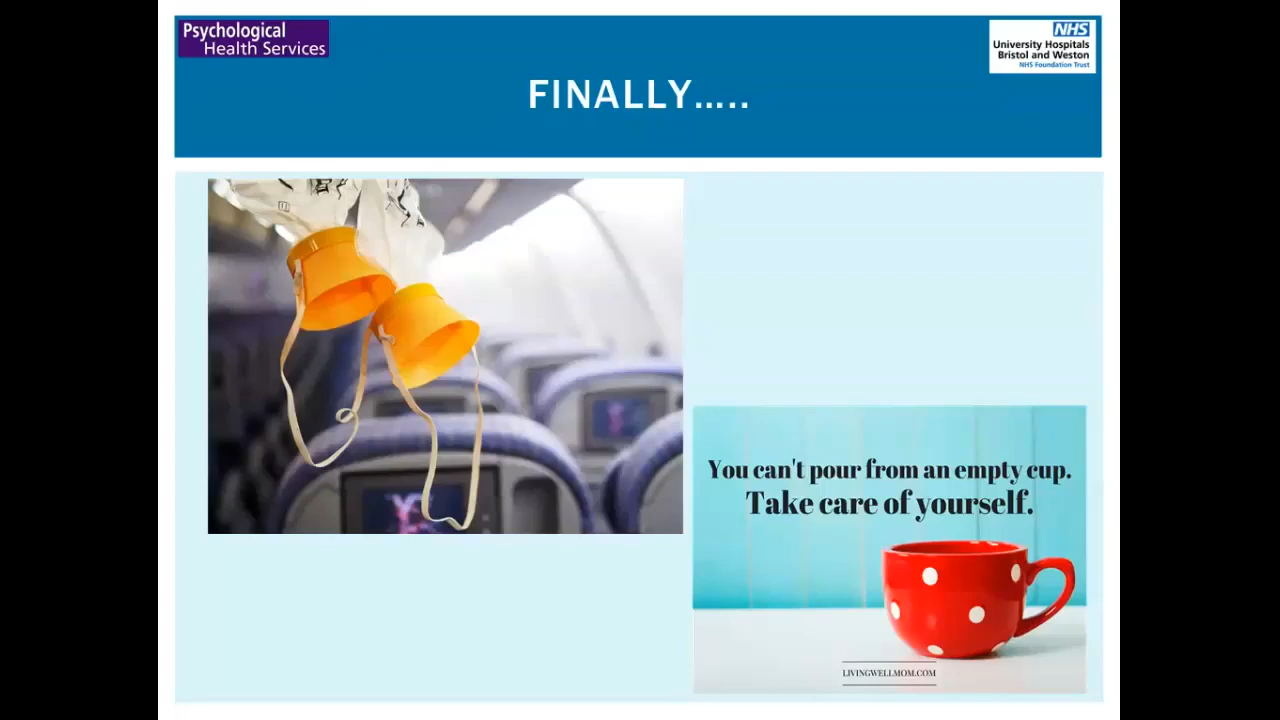 Psychological
Health Services
NHS
University Hospitals
Bristol and Weston
NHS Foundation Trust
FINALLY.....
You can't pour from an empty cup.
Take care of yourself.
LIVINGWELLMOM.COM